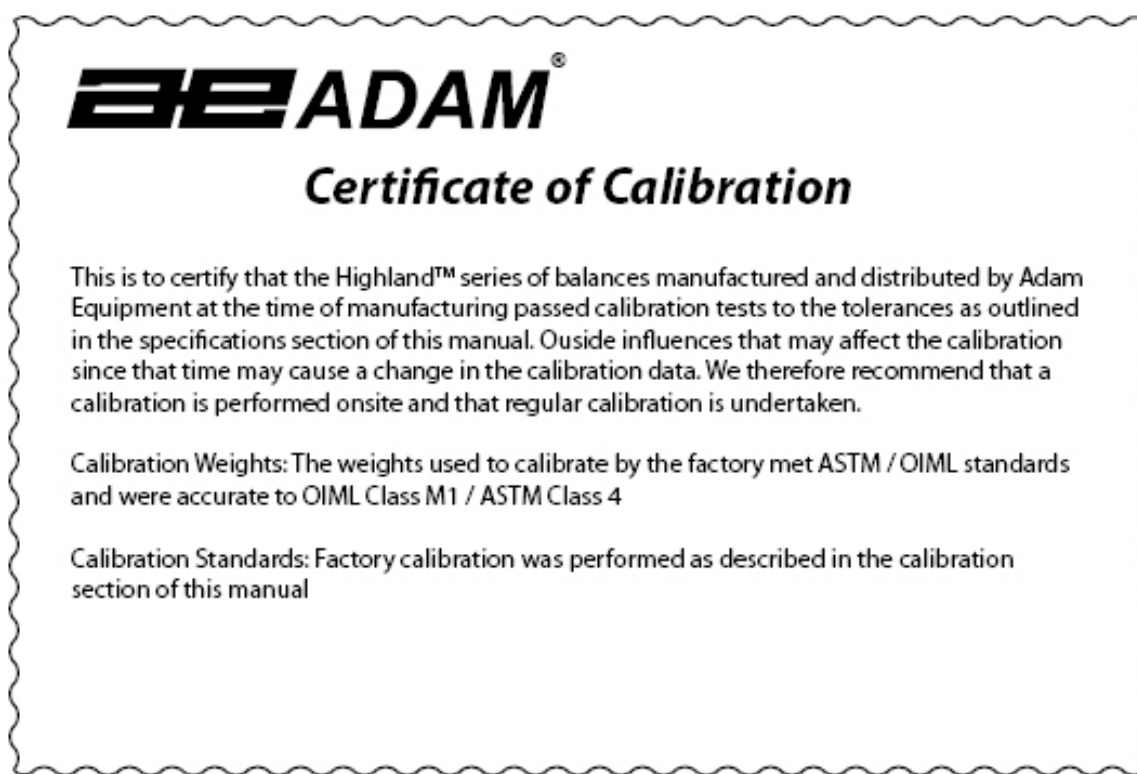 ae ADAM®
Certificate of Calibration
This is to certify that the Highland™ series of balances manufactured and distributed by Adam
Equipment at the time of manufacturing passed calibration tests to the tolerances as outlined
in the specifications section of this manual. Ouside influences that may affect the calibration
since that time may cause a change in the calibration data. We therefore recommend that a
calibration is performed onsite and that regular calibration is undertaken.
Calibration Weights: The weights used to calibrate by the factory met ASTM / OIML standards
and were accurate to OIML Class M1 / ASTM Class 4
Calibration Standards: Factory calibration was performed as described in the calibration
section of this manual